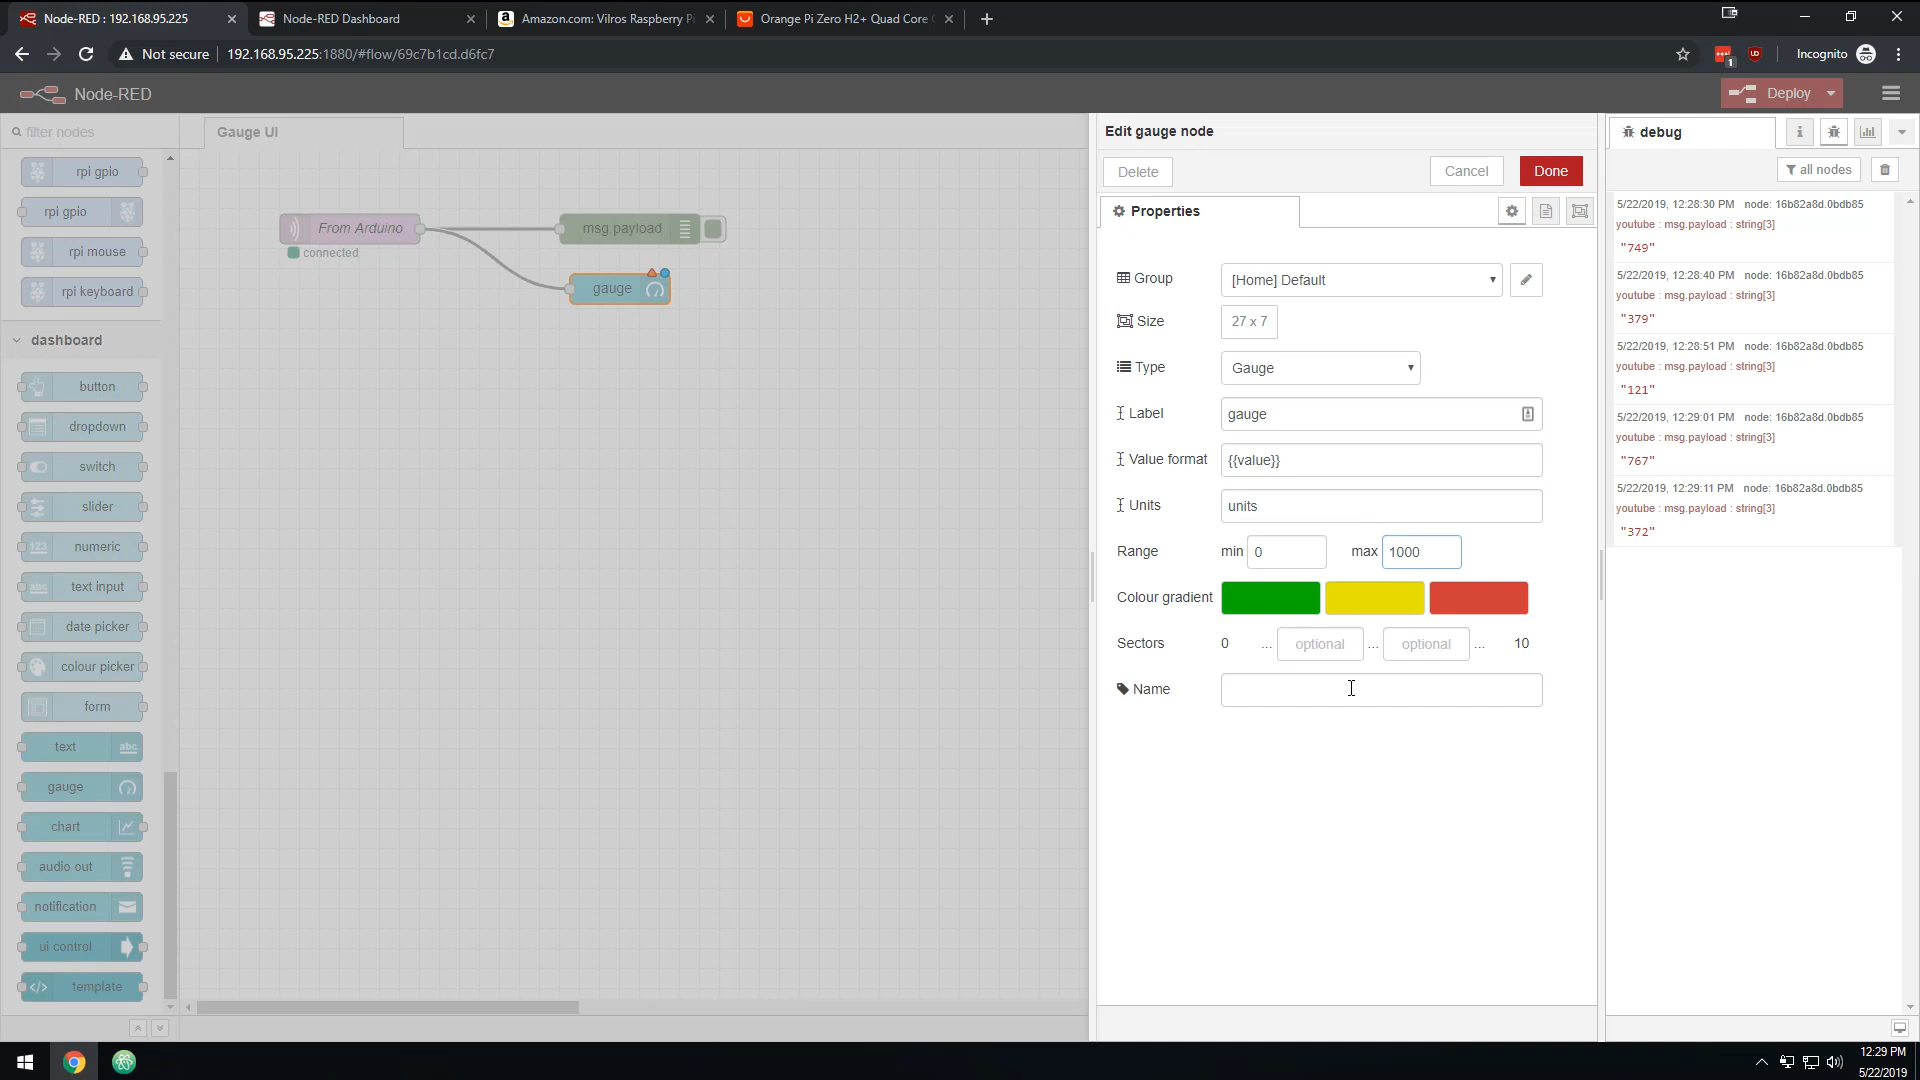 Node-RED : 192.168.95.225
Node-RED Dashboard
Amazon.com: Vilros Raspberry Pi
Orange Pi Zero H2+ Quad Core
Not secure
192.168.95.225:1880/#flow/69c7b1cd.d6fc7
1
Incognito
Node-RED
Deploy
filter nodes
rpi gpio
rpi gpio
rpi mouse
rpi keyboard
dashboard
button
dropdown
switch
slider
123 numeric
abc text input
date picker
colour picker
form
text abc
gauge
chart
audio out
notification
ui control
</> template
Gauge UI
From Arduino
connected
msg.payload
gauge
Edit gauge node
Delete
Cancel
Done
Properties
Group
[Home] Default
Size
27 x 7
Type
Gauge
Label
gauge
Value format
{{value}}
Units
units
Range
min
0
max
1000
Colour gradient
Sectors
0
...
optional
...
optional
...
10
Name
debug
all nodes
5/22/2019, 12:28:30 PM node: 16b82a8d.0bdb85
youtube : msg.payload : string[3]
"749"
5/22/2019, 12:28:40 PM node: 16b82a8d.0bdb85
youtube : msg.payload : string[3]
"379"
5/22/2019, 12:28:51 PM node: 16b82a8d.0bdb85
youtube : msg.payload : string[3]
"121"
5/22/2019, 12:29:01 PM node: 16b82a8d.0bdb85
youtube : msg.payload : string[3]
"767"
5/22/2019, 12:29:11 PM node: 16b82a8d.0bdb85
youtube : msg.payload : string[3]
"372"
12:29 PM
5/22/2019